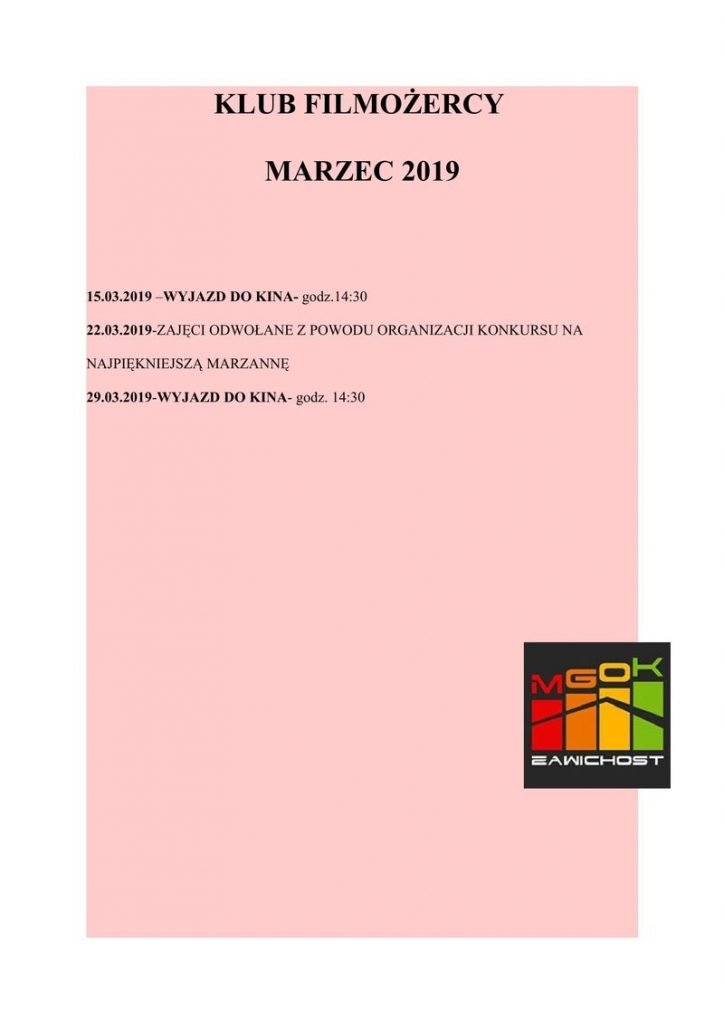 KLUB FILMOŻERCY
MARZEC 2019
15.03.2019 –WYJAZD DO KINA- godz.14:30
22.03.2019-ZAJĘCI ODWOŁANE Z POWODU ORGANIZACJI KONKURSU NA
NAJPIĘKNIEJSZĄ MARZANNĘ
29.03.2019-WYJAZD DO KINA- godz. 14:30
MGOK
ZAWICHOST